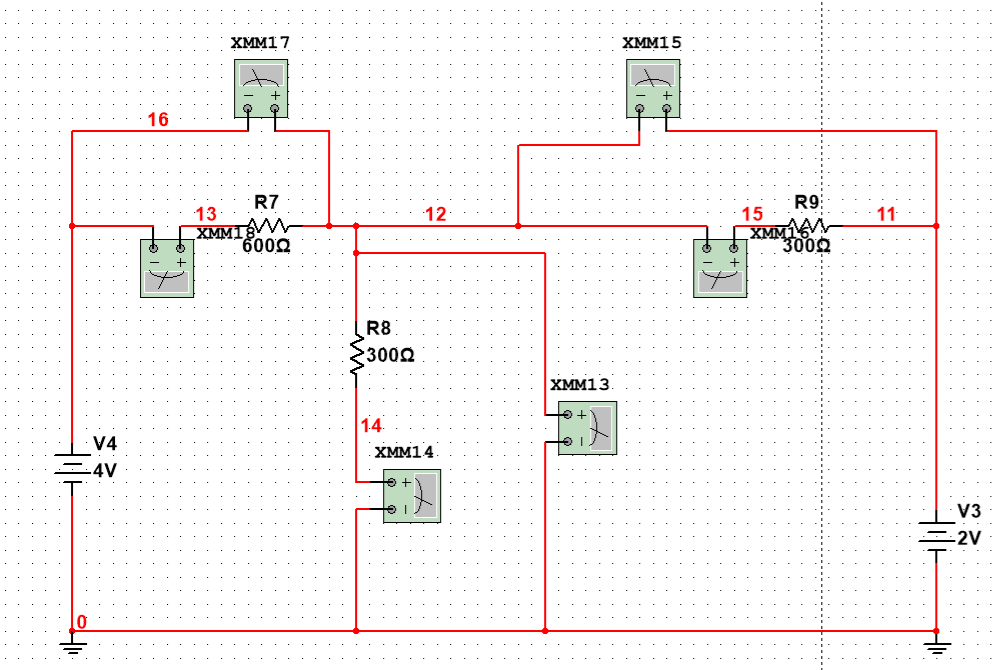 XMM17
XMM15
16
R7
R9
13
12
15
11
XMM18
XMM16
600Ω
300Ω
R8
300Ω
XMM13
14
V4
XMM14
4V
V3
2V
0